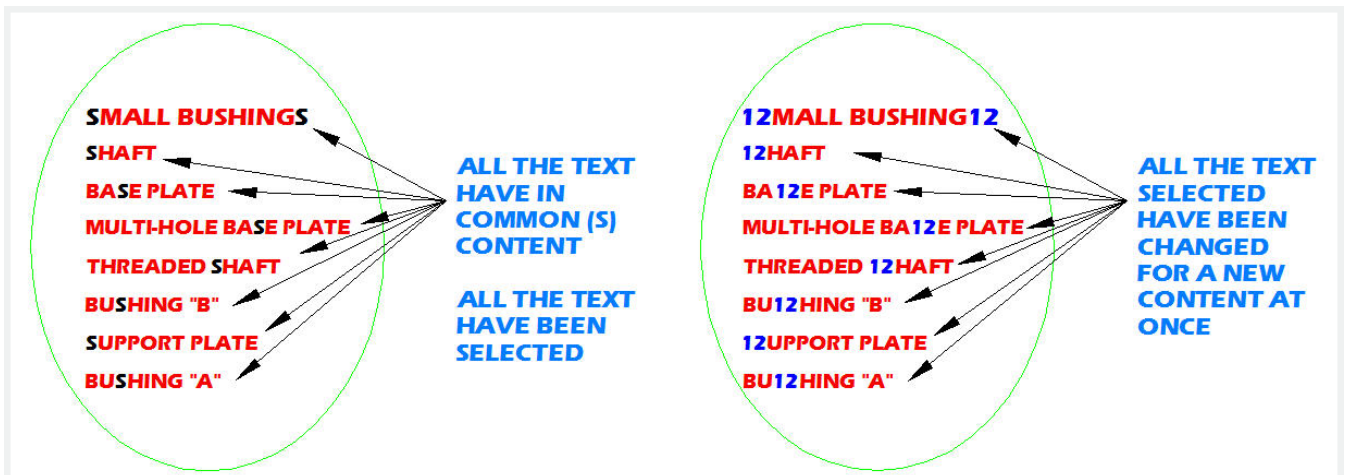 SMALL BUSHINGS
SHAFT
BASE PLATE
MULTI-HOLE BASE PLATE
THREADED SHAFT
BUSHING "B"
SUPPORT PLATE
BUSHING "A"
ALL THE TEXT
HAVE IN
COMMON (S)
CONTENT
ALL THE TEXT
HAVE BEEN
SELECTED
12MALL BUSHING12
12HAFT
BA12E PLATE
MULTI-HOLE BA12E PLATE
THREADED 12HAFT
BU12HING "B"
12UPPORT PLATE
BU12HING "A"
ALL THE TEXT
SELECTED
HAVE BEEN
CHANGED
FOR A NEW
CONTENT AT
ONCE